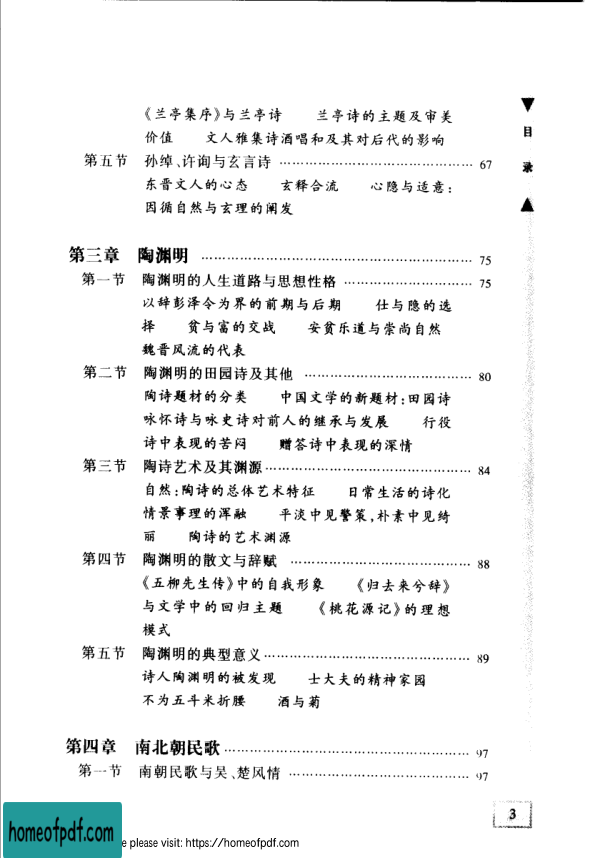 《兰亭集序》与兰亭诗 兰亭诗的主题及审美
价值 文人雅集诗酒唱和及其对后代的影响
第五节 孙绰、许询与玄言诗 …………………………… 67
东晋文人的心态 玄释合流 心隐与适意:
因循自然与玄理的阐发
第三章 陶渊明 …………………………………………… 75
第一节 陶渊明的人生道路与思想性格 ………………… 75
以辞彭泽令为界的前期与后期 仕与隐的选
择 贫与富的交战 安贫乐道与崇尚自然
魏晋风流的代表
第二节 陶渊明的田园诗及其他 ………………………… 80
陶诗题材的分类 中国文学的新题材:田园诗
咏怀诗与咏史诗对前人的继承与发展 行役
诗中表现的苦闷 赠答诗中表现的深情
第三节 陶诗艺术及其渊源 ……………………………… 84
自然:陶诗的总体艺术特征 日常生活的诗化
情景事理的浑融 平淡中见警策,朴素中见绮
丽 陶诗的艺术渊源
第四节 陶渊明的散文与辞赋 …………………………… 88
《五柳先生传》中的自我形象 《归去来兮辞》
与文学中的回归主题 《桃花源记》的理想
模式
第五节 陶渊明的典型意义 ……………………………… 89
诗人陶渊明的被发现 士大夫的精神家园
不为五斗米折腰 酒与菊
第四章 南北朝民歌 ……………………………………… 97
第一节 南朝民歌与吴、楚风情 ………………………… 97
▼
目
录
▲
3
homeofpdf.com
e please visit: https://homeofpdf.com